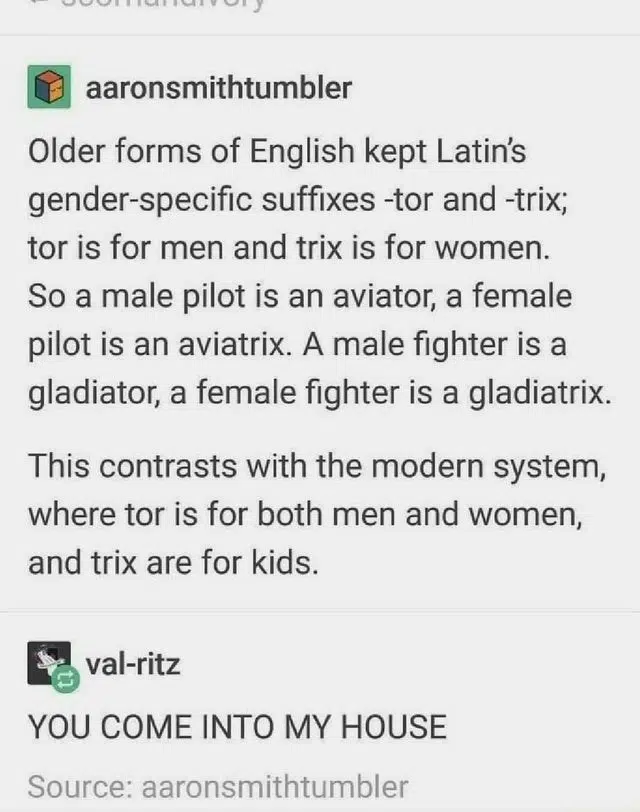 aaronsmithtumbler
Older forms of English kept Latin's
gender-specific suffixes -tor and -trix;
tor is for men and trix is for women.
So a male pilot is an aviator, a female
pilot is an aviatrix. A male fighter is a
gladiator, a female fighter is a gladiatrix.
This contrasts with the modern system,
where tor is for both men and women,
and trix are for kids.
val-ritz
YOU COME INTO MY HOUSE
Source: aaronsmithtumbler